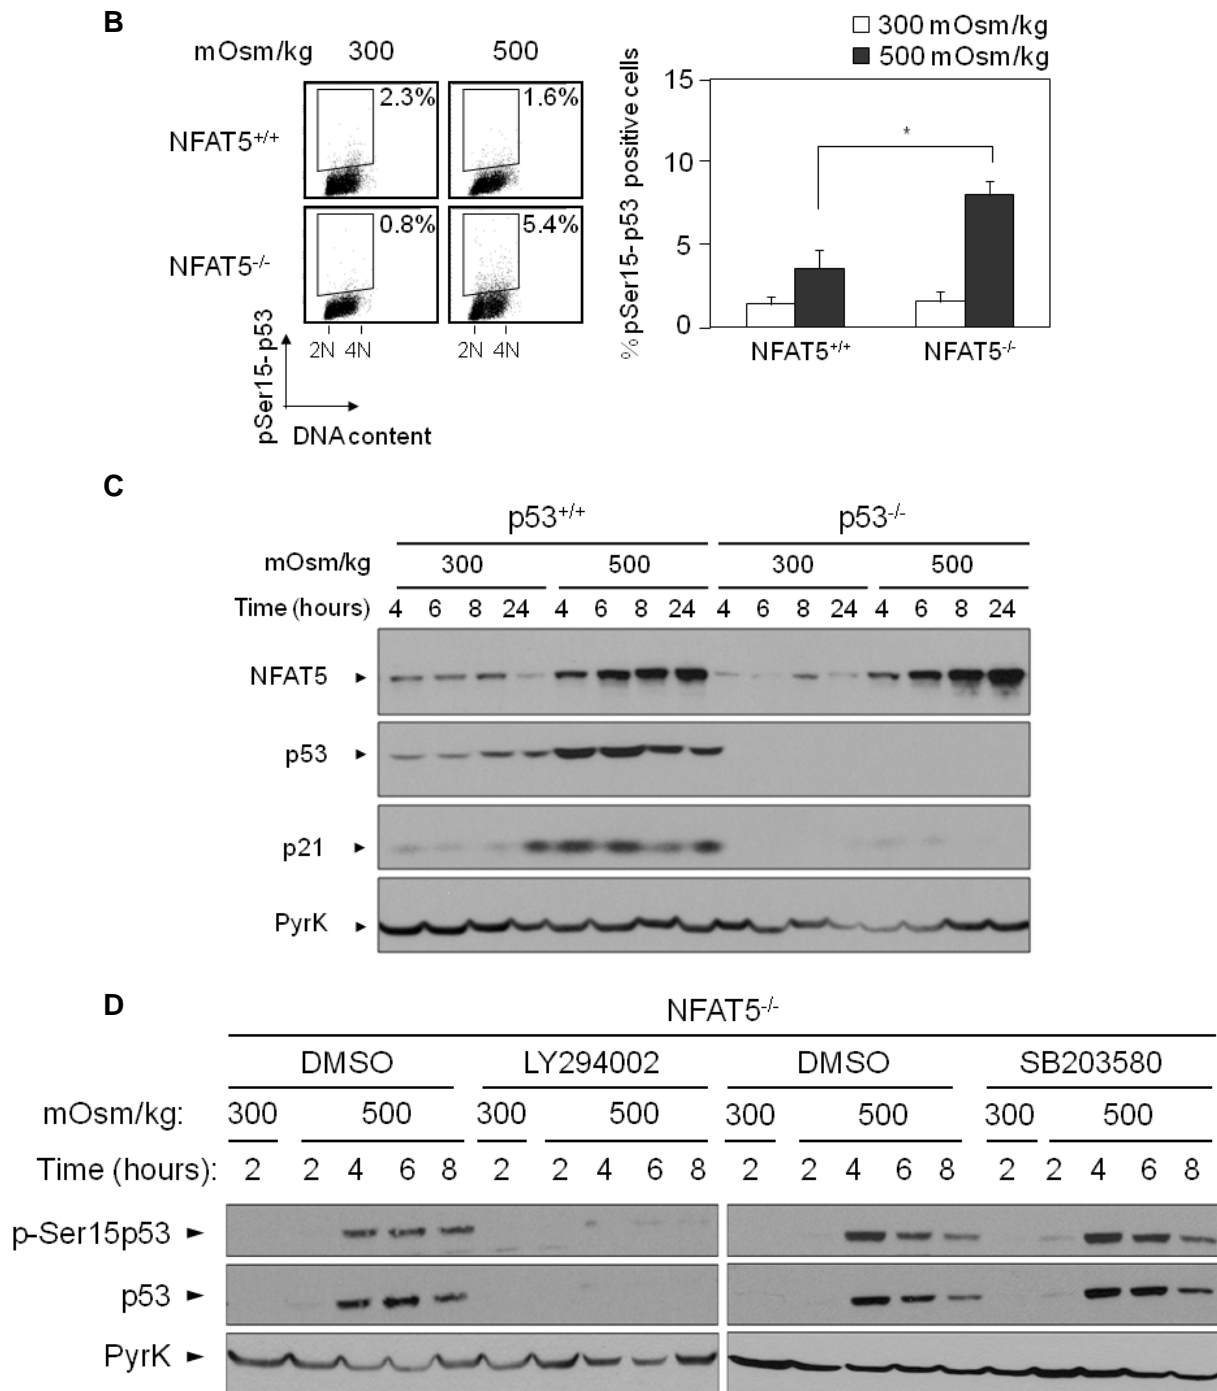 B
mOsm/kg 300 500
□ 300 mOsm/kg
■ 500 mOsm/kg
NFAT5+/+
2.3%
1.6%
NFAT5-/-
0.8%
5.4%
2N 4N 2N 4N
pSer15-p53
DNA content
% pSer15-p53 positive cells
15
10
5
0
*
NFAT5+/+ NFAT5-/-
C
p53+/+ p53-/-
mOsm/kg 300 500 300 500
Time (hours) 4 6 8 24 4 6 8 24 4 6 8 24 4 6 8 24
NFAT5 ►
p53 ►
p21 ►
PyrK ►
D
NFAT5-/-
DMSO LY294002 DMSO SB203580
mOsm/kg: 300 500 300 500 300 500 300 500
Time (hours): 2 2 4 6 8 2 2 4 6 8 2 2 4 6 8 2 2 4 6 8
p-Ser15p53 ►
p53 ►
PyrK ►